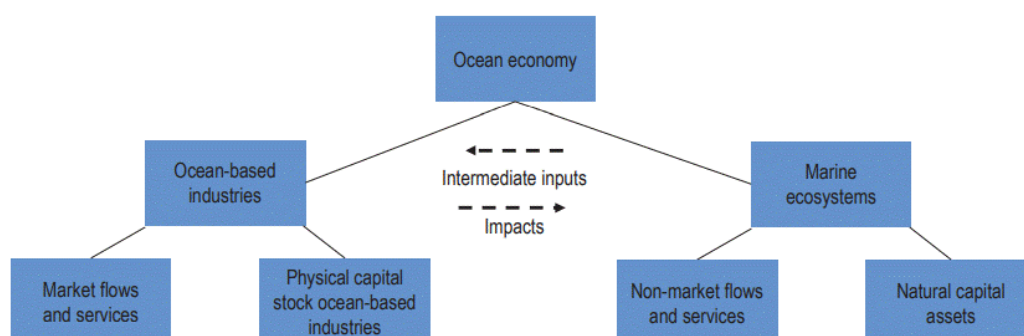 Ocean economy
Ocean-based
industries
Intermediate inputs
Impacts
Marine
ecosystems
Market flows
and services
Physical capital
stock ocean-based
industries
Non-market flows
and services
Natural capital
assets